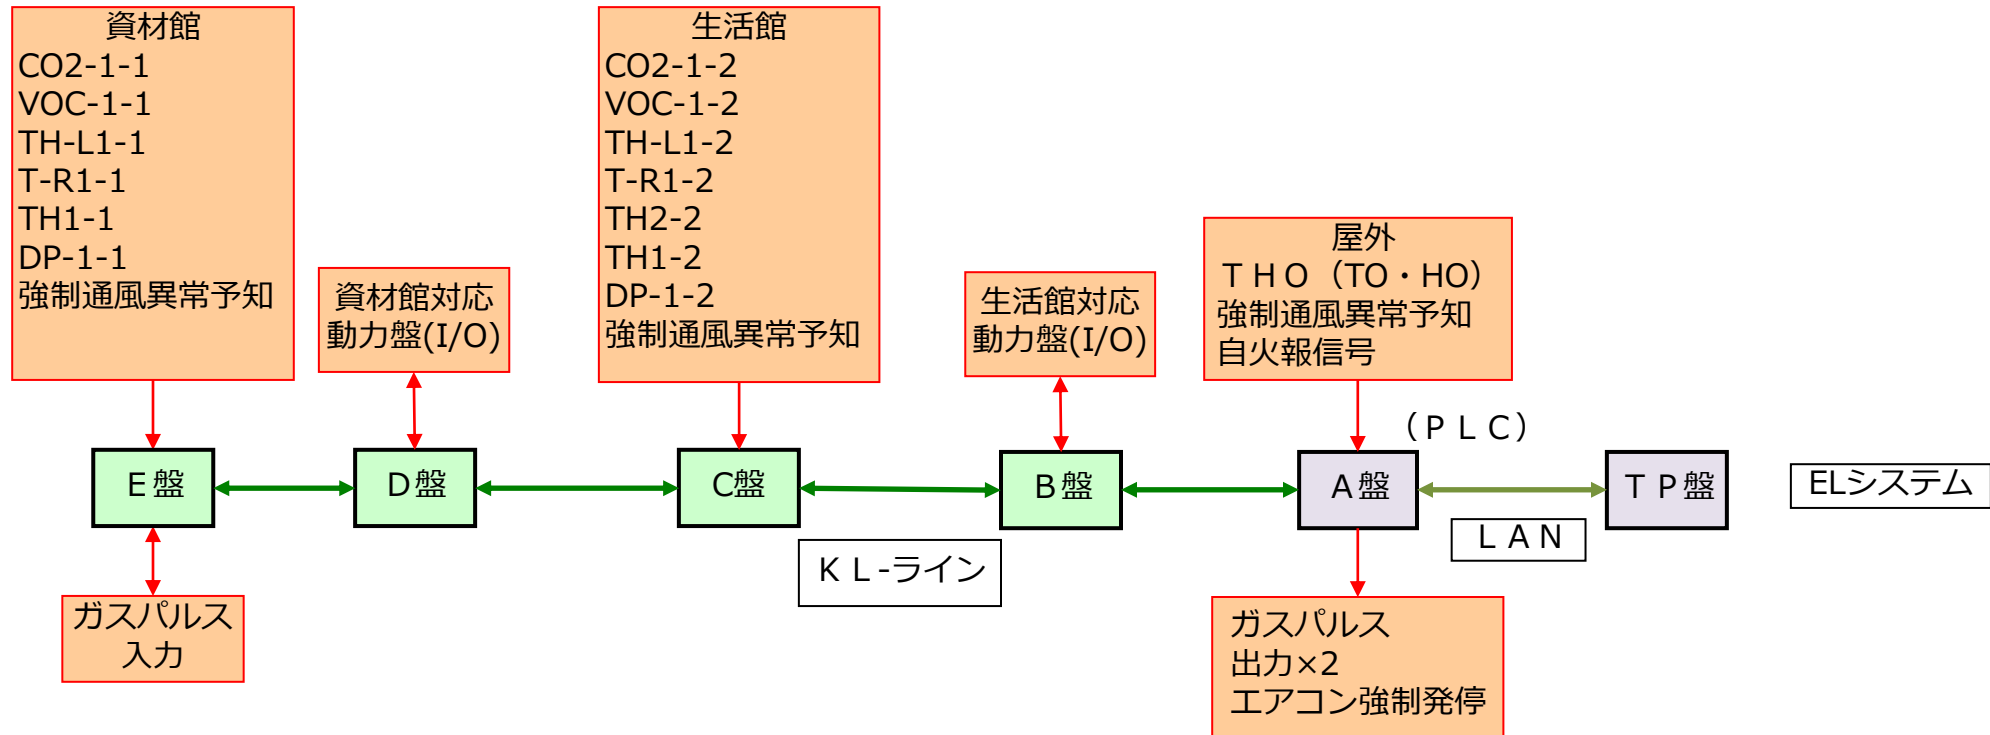 資材館
CO2-1-1
VOC-1-1
TH-L1-1
T-R1-1
TH1-1
DP-1-1
強制通風異常予知
資材館対応
動力盤(I/O)
生活館
CO2-1-2
VOC-1-2
TH-L1-2
T-R1-2
TH2-2
TH1-2
DP-1-2
強制通風異常予知
生活館対応
動力盤(I/O)
屋外
ＴＨＯ（TO・HO）
強制通風異常予知
自火報信号
（ＰＬＣ）
Ｅ盤
Ｄ盤
C盤
Ｂ盤
Ａ盤
ＴＰ盤
ELシステム
ＫＬ-ライン
ＬＡＮ
ガスパルス
入力
ガスパルス
出力×2
エアコン強制発停